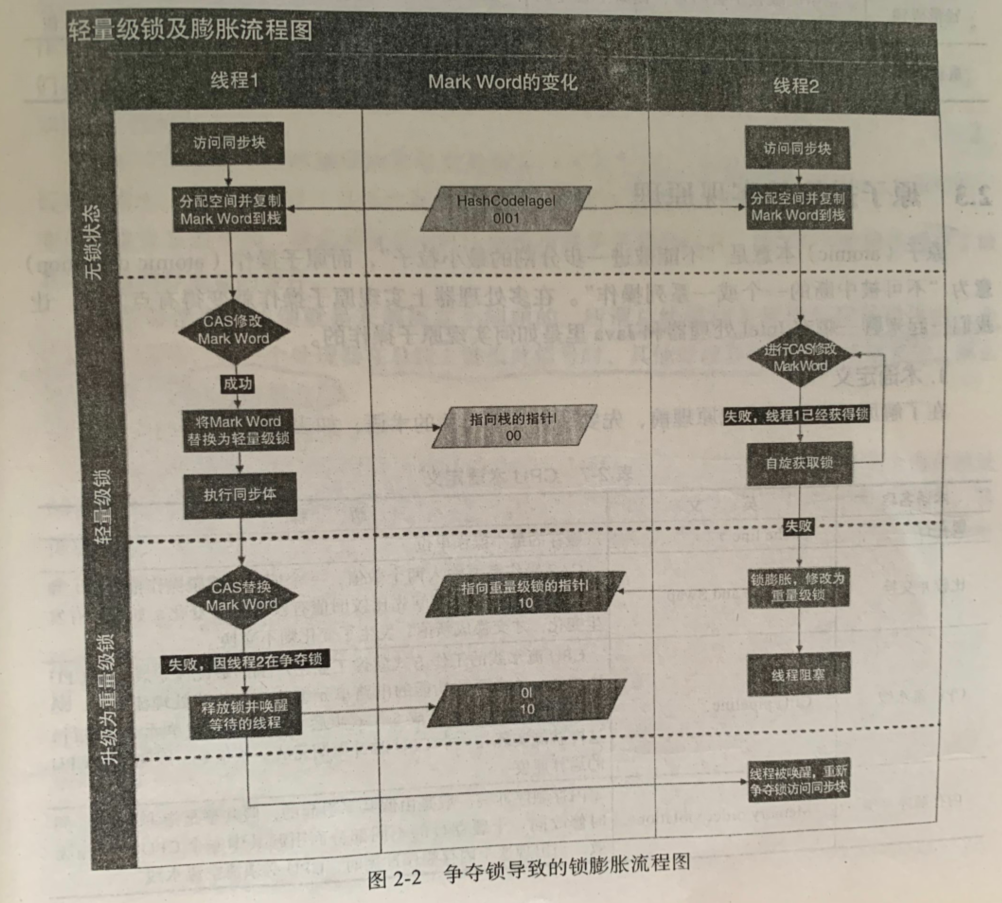 轻量级锁及膨胀流程图
线程1
Mark Word的变化
线程2
无锁状态
访问同步块
访问同步块
分配空间并复制
Mark Word到栈
HashCodelagel
0l01
分配空间并复制
Mark Word到栈
轻量级锁
CAS修改
Mark Word
进行CAS修改
MarkWord
成功
将Mark Word
替换为轻量级锁
指向栈的指针l
00
失败，线程1已经获得锁
自旋获取锁
执行同步体
失败
升级为重量级锁
CAS替换
Mark Word
指向重量级锁的指针l
10
锁膨胀，修改为
重量级锁
失败，因线程2在争夺锁
线程阻塞
释放锁并唤醒
等待的线程
0l
10
线程被唤醒，重新
争夺锁访问同步块
图 2-2 争夺锁导致的锁膨胀流程图